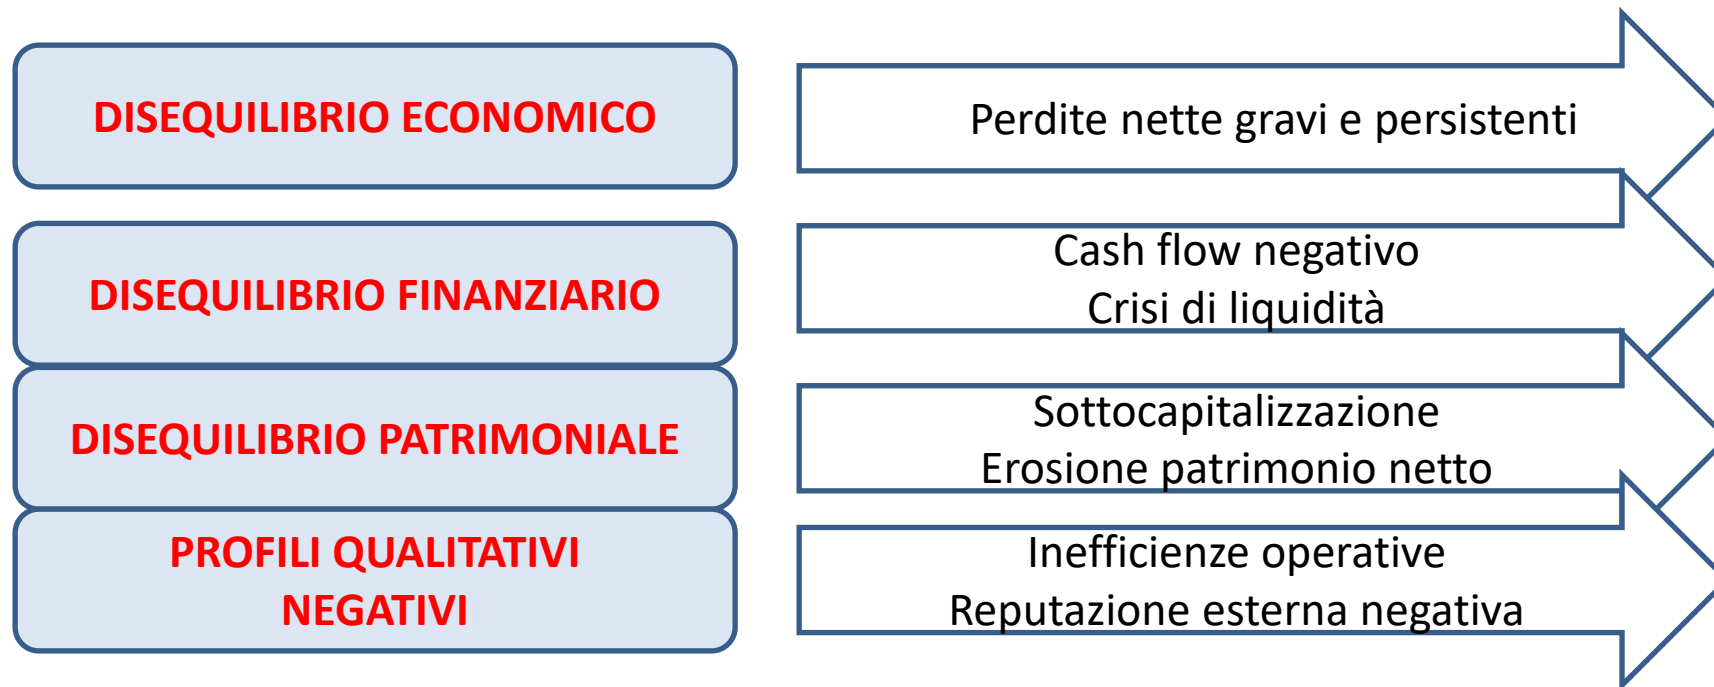 DISEQUILIBRIO ECONOMICO
Perdite nette gravi e persistenti
DISEQUILIBRIO FINANZIARIO
Cash flow negativo
Crisi di liquidità
DISEQUILIBRIO PATRIMONIALE
Sottocapitalizzazione
Erosione patrimonio netto
PROFILI QUALITATIVI
NEGATIVI
Inefficienze operative
Reputazione esterna negativa